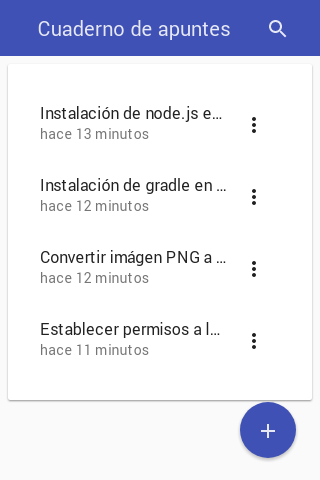 Cuaderno de apuntes
Instalación de node.js e...
hace 13 minutos
Instalación de gradle en ...
hace 12 minutos
Convertir imágen PNG a ...
hace 12 minutos
Establecer permisos a l...
hace 11 minutos